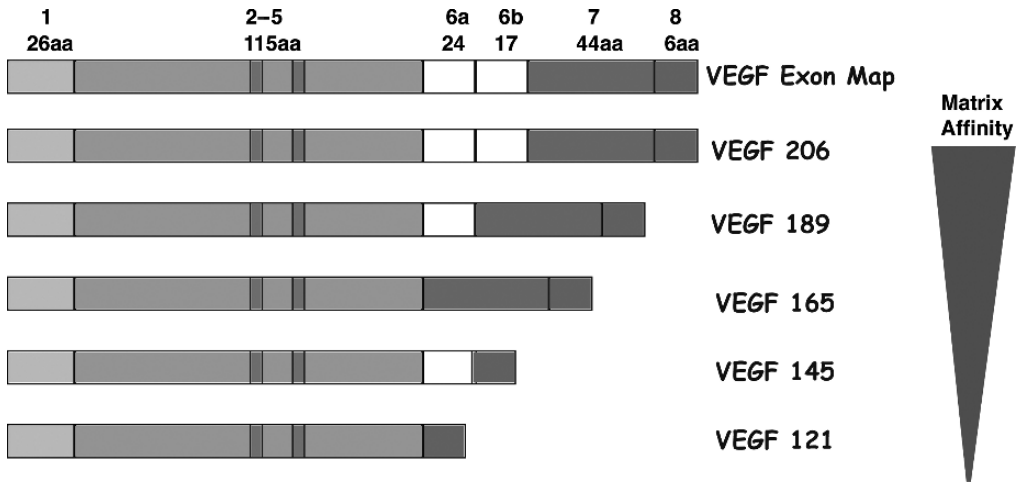 1 2–5 6a 6b 7 8
26aa 115aa 24 17 44aa 6aa
VEGF Exon Map
Matrix
Affinity
VEGF 206
VEGF 189
VEGF 165
VEGF 145
VEGF 121